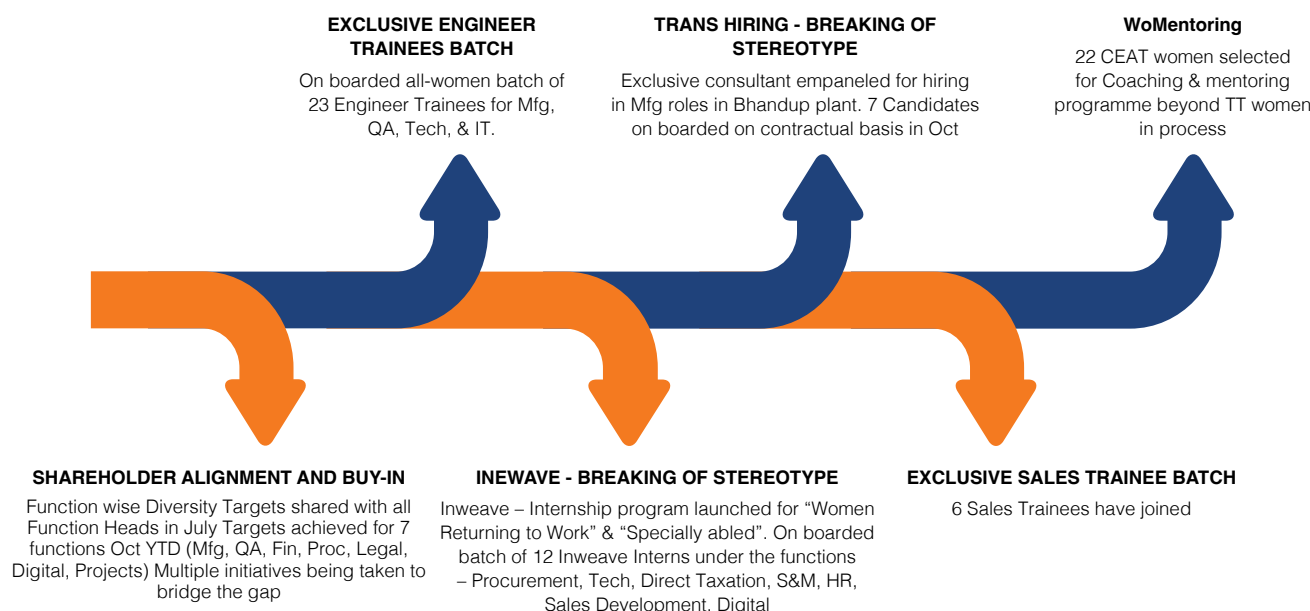 EXCLUSIVE ENGINEER
TRAINEES BATCH
On boarded all-women batch of
23 Engineer Trainees for Mfg,
QA, Tech, & IT.
TRANS HIRING - BREAKING OF
STEREOTYPE
Exclusive consultant empaneled for hiring
in Mfg roles in Bhandup plant. 7 Candidates
on boarded on contractual basis in Oct
WoMentoring
22 CEAT women selected
for Coaching & mentoring
programme beyond TT women
in process
SHAREHOLDER ALIGNMENT AND BUY-IN
Function wise Diversity Targets shared with all
Function Heads in July Targets achieved for 7
functions Oct YTD (Mfg, QA, Fin, Proc, Legal,
Digital, Projects) Multiple initiatives being taken to
bridge the gap
INEWAVE - BREAKING OF STEREOTYPE
Inweave – Internship program launched for “Women
Returning to Work” & “Specially abled”. On boarded
batch of 12 Inweave Interns under the functions
– Procurement, Tech, Direct Taxation, S&M, HR,
Sales Development, Digital
EXCLUSIVE SALES TRAINEE BATCH
6 Sales Trainees have joined